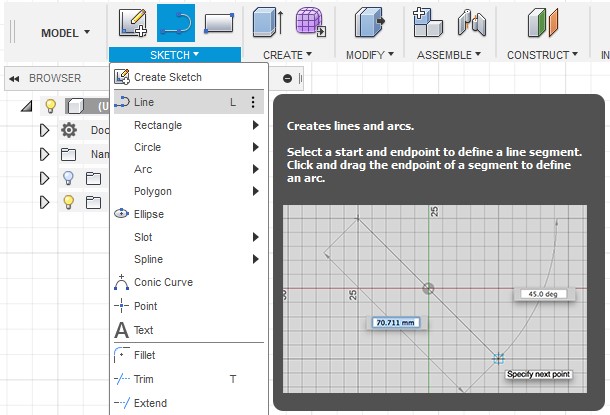 MODEL
SKETCH
CREATE
MODIFY
ASSEMBLE
CONSTRUCT
IN
BROWSER
(U
Doc
Nam
Create Sketch
Line L
Rectangle
Circle
Arc
Polygon
Ellipse
Slot
Spline
Conic Curve
Point
Text
Fillet
Trim T
Extend
Creates lines and arcs.
Select a start and endpoint to define a line segment.
Click and drag the endpoint of a segment to define
an arc.
25
25
45.0 deg
70.711 mm
Specify next point